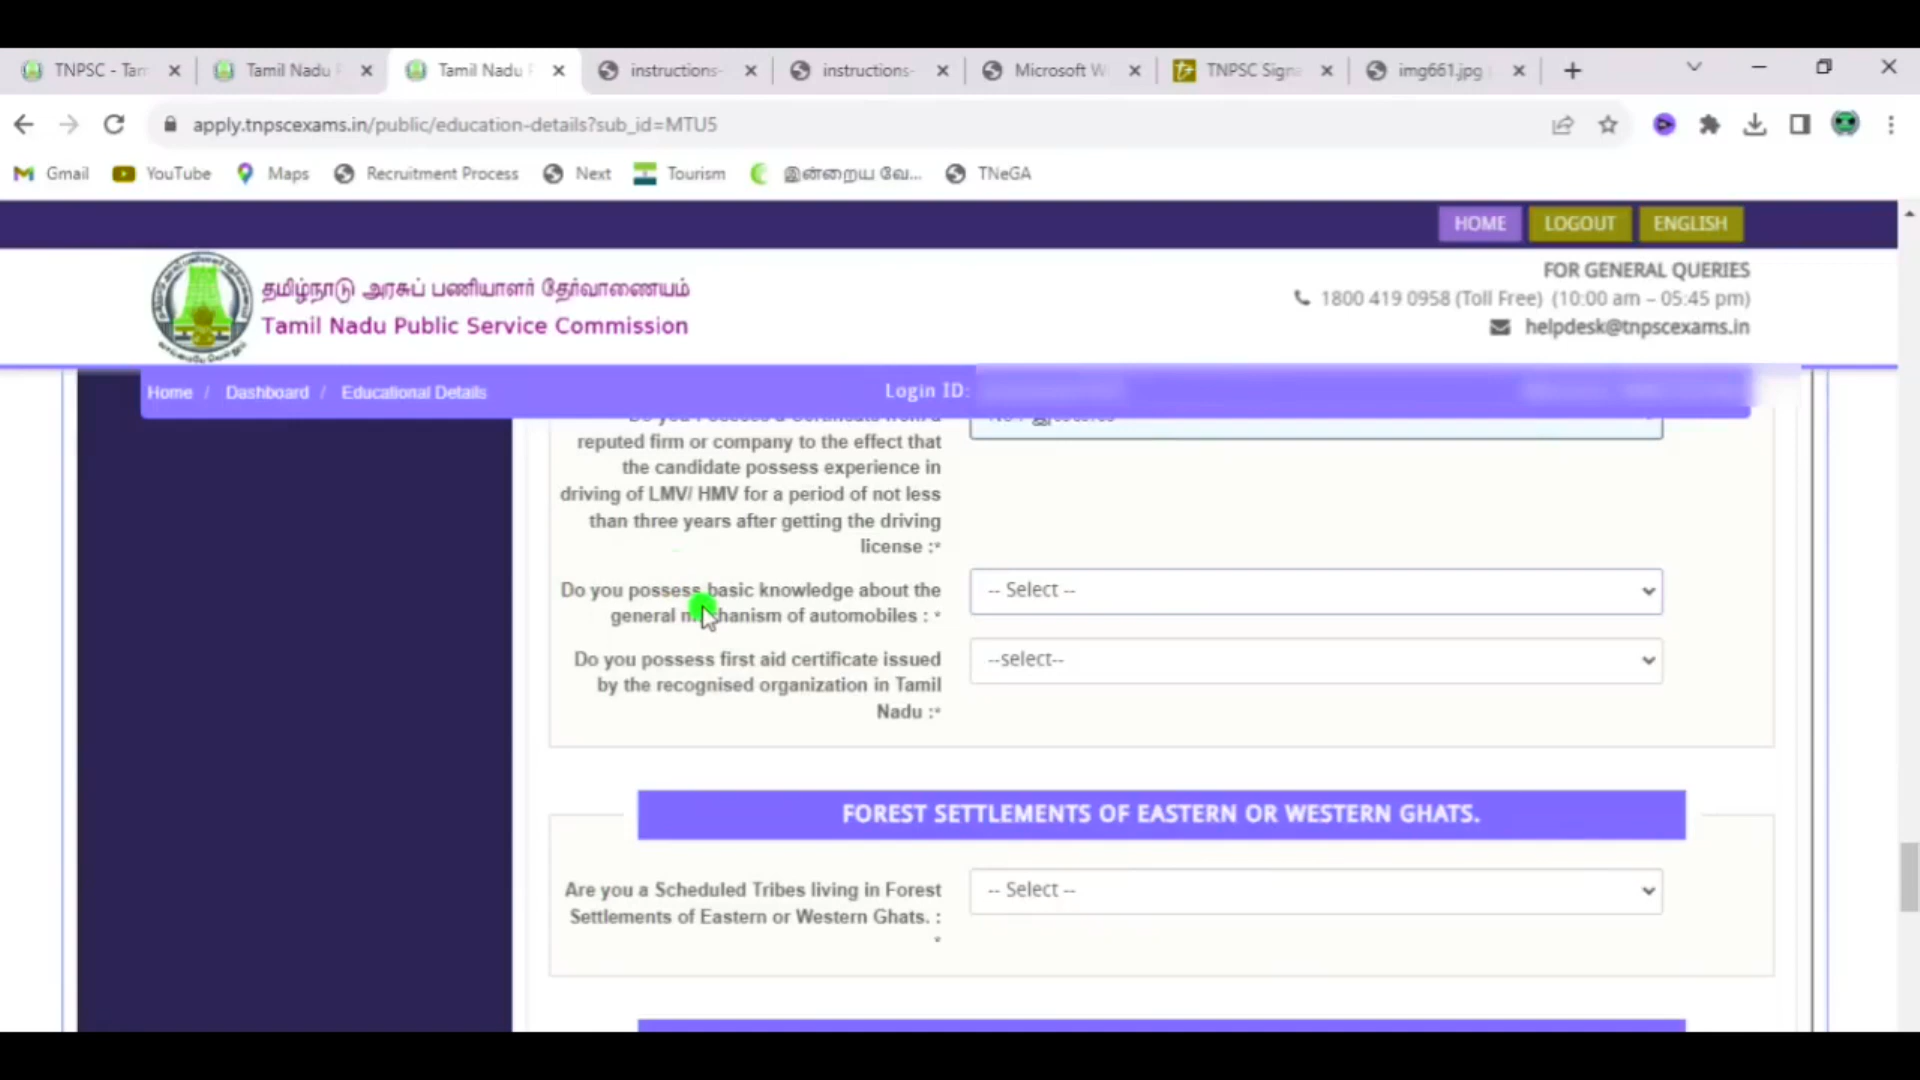 TNPSC - Tam
Tamil Nadu P
Tamil Nadu P
instructions-
instructions-
Microsoft W
TNPSC Signa
img661.jpg
apply.tnpscexams.in/public/education-details?sub_id=MTU5
Gmail
YouTube
Maps
Recruitment Process
Next
Tourism
இன்றைய வே...
TNeGA
HOME
LOGOUT
ENGLISH
தமிழ்நாடு அரசுப் பணியாளர் தேர்வாணையம்
Tamil Nadu Public Service Commission
FOR GENERAL QUERIES
1800 419 0958 (Toll Free) (10:00 am – 05:45 pm)
helpdesk@tnpscexams.in
Home / Dashboard / Educational Details
Login ID:
Do you Possess a Certificate from a
reputed firm or company to the effect that
the candidate possess experience in
driving of LMV/ HMV for a period of not less
than three years after getting the driving
license :*
Do you possess basic knowledge about the
general mechanism of automobiles : *
-- Select --
Do you possess first aid certificate issued
by the recognised organization in Tamil
Nadu :*
--select--
FOREST SETTLEMENTS OF EASTERN OR WESTERN GHATS.
Are you a Scheduled Tribes living in Forest
Settlements of Eastern or Western Ghats. :
*
-- Select --